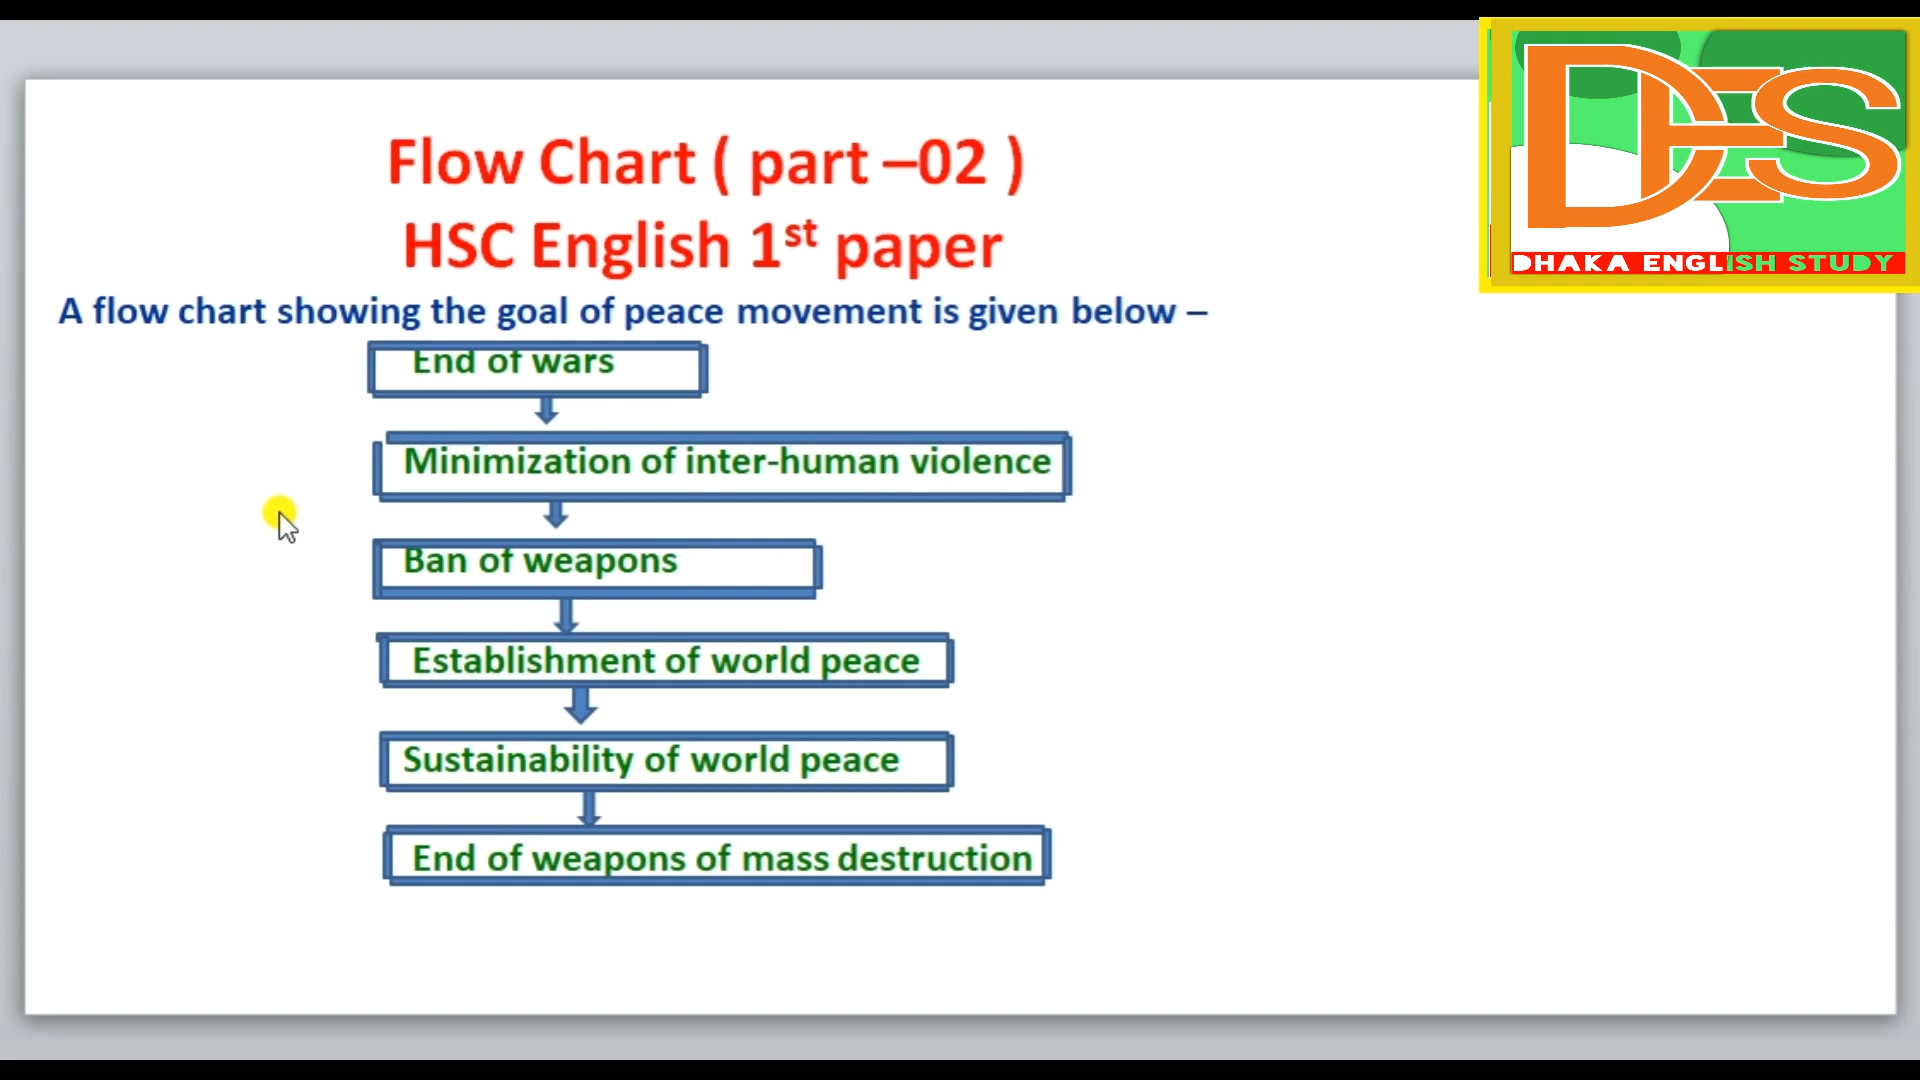 Flow Chart ( part –02 )
HSC English 1st paper
A flow chart showing the goal of peace movement is given below –
End of wars
Minimization of inter-human violence
Ban of weapons
Establishment of world peace
Sustainability of world peace
End of weapons of mass destruction
DES
DHAKA ENGLISH STUDY